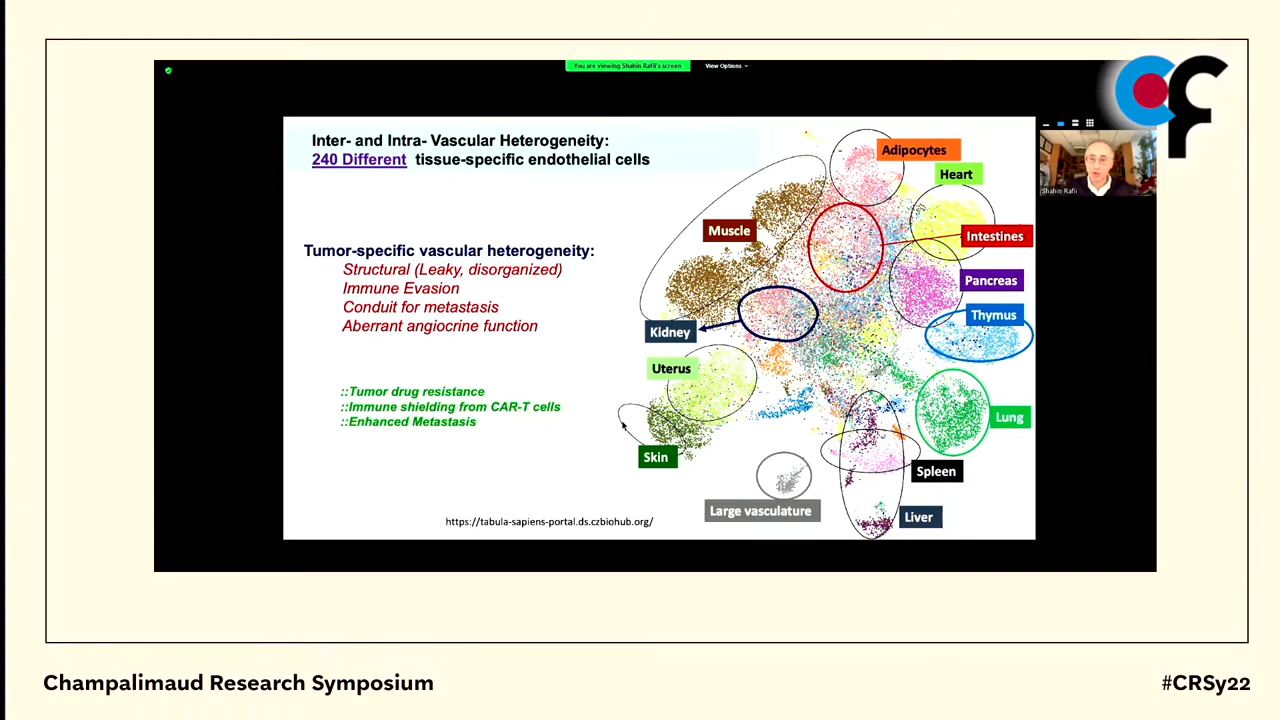 You are viewing Shahin Rafii's screen
View Options
Shahin Rafii
Inter- and Intra- Vascular Heterogeneity:
240 Different tissue-specific endothelial cells
Tumor-specific vascular heterogeneity:
Structural (Leaky, disorganized)
Immune Evasion
Conduit for metastasis
Aberrant angiocrine function
::Tumor drug resistance
::Immune shielding from CAR-T cells
::Enhanced Metastasis
https://tabula-sapiens-portal.ds.czbiohub.org/
Adipocytes
Heart
Muscle
Intestines
Pancreas
Thymus
Kidney
Uterus
Lung
Skin
Spleen
Large vasculature
Liver
Champalimaud Research Symposium
#CRSy22